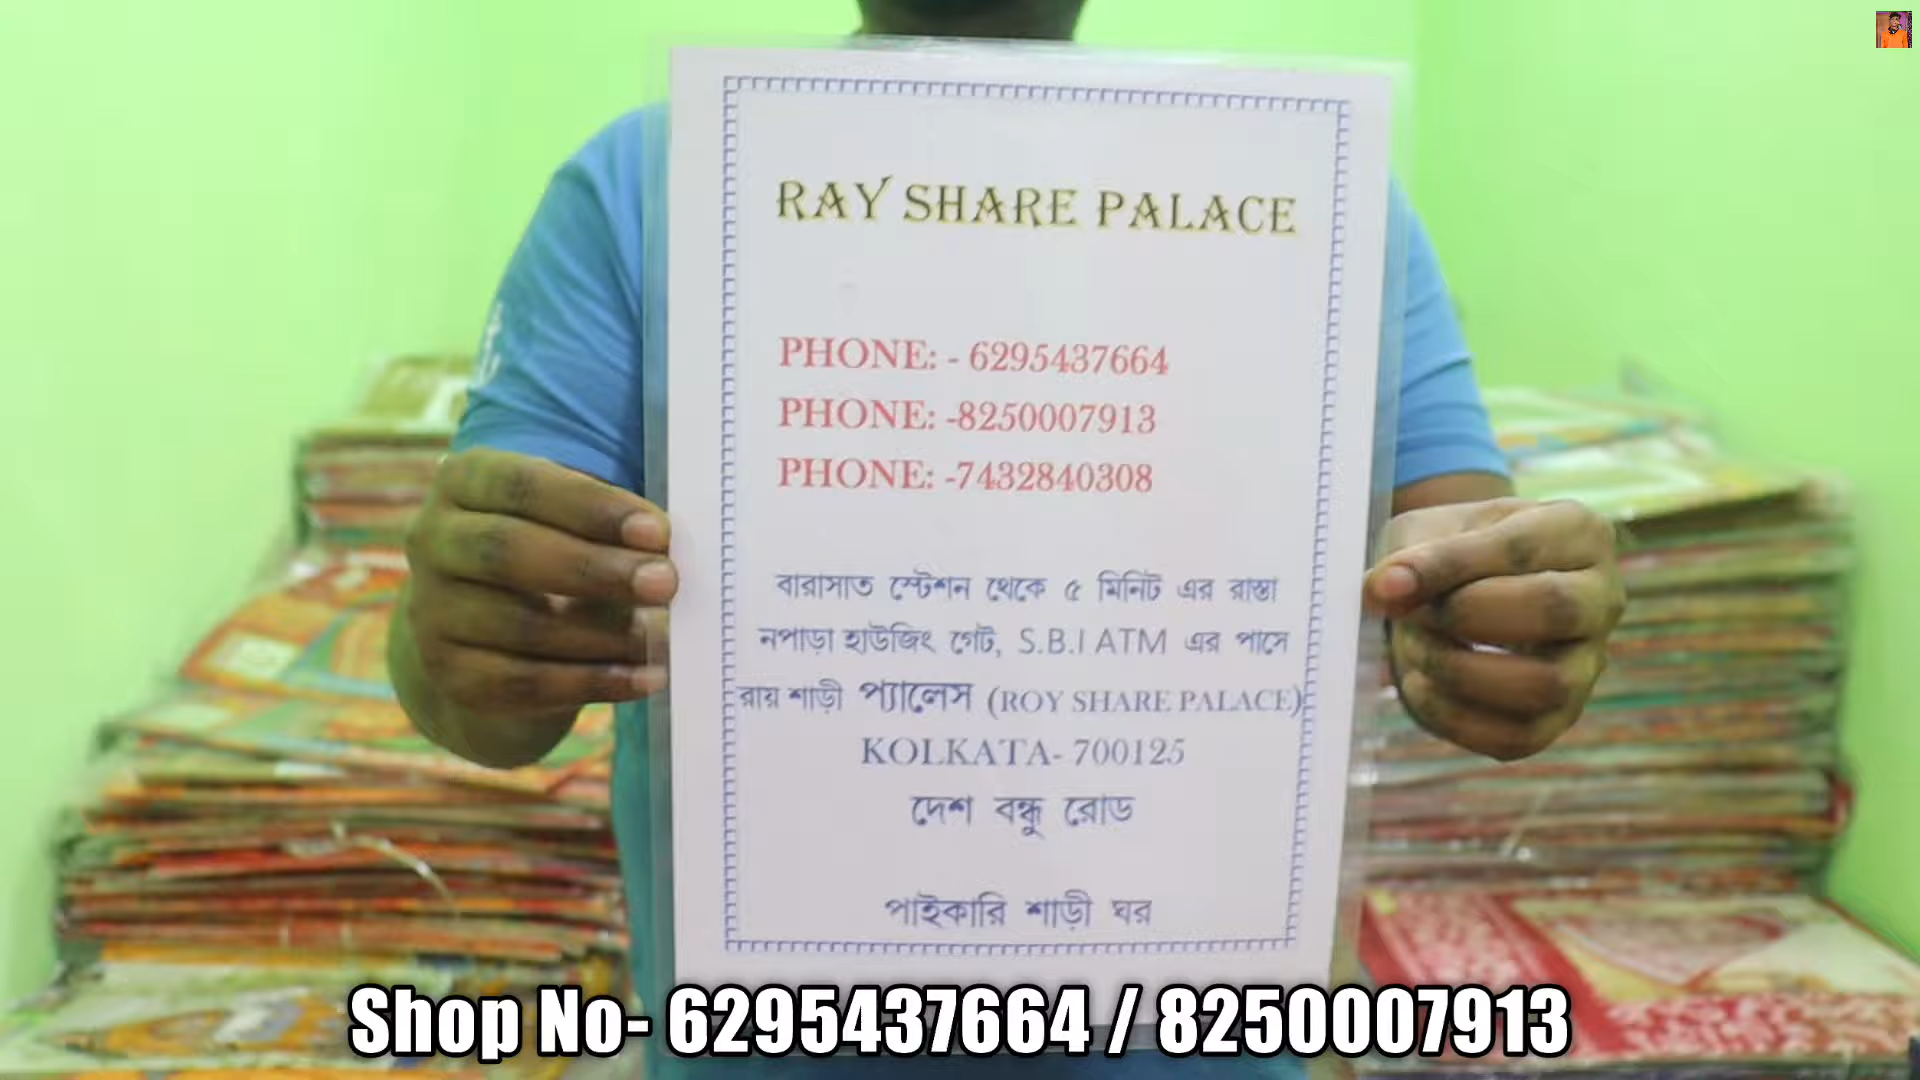 RAY SHARE PALACE
PHONE: - 6295437664
PHONE: -8250007913
PHONE: -7432840308
বারাসাত স্টেশন থেকে ৫ মিনিট এর রাস্তা
নপাড়া হাউজিং গেট, S.B.I ATM এর পাসে
রায় শাড়ী প্যালেস (ROY SHARE PALACE)
KOLKATA- 700125
দেশ বন্ধু রোড
পাইকারি শাড়ী ঘর
Shop No- 6295437664 / 8250007913